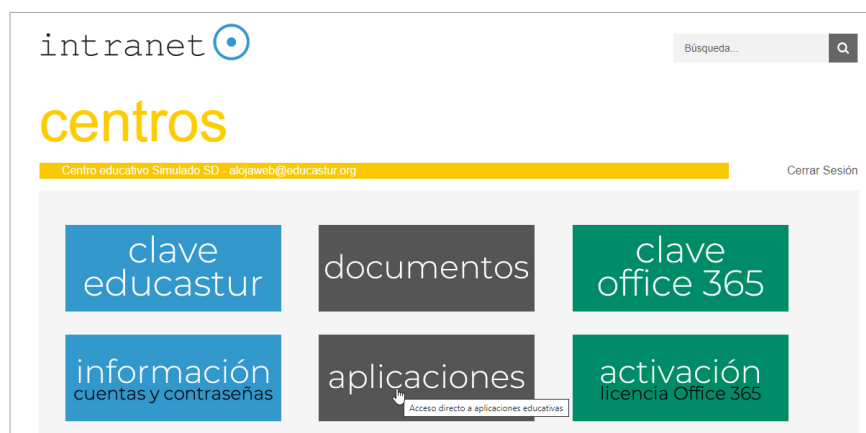 intranet
Búsqueda...
centros
Centro educativo Simulado SD - alojaweb@educastur.org
Cerrar Sesión
clave
educastur
documentos
clave
office 365
información
cuentas y contraseñas
aplicaciones
Acceso directo a aplicaciones educativas
activación
licencia Office 365